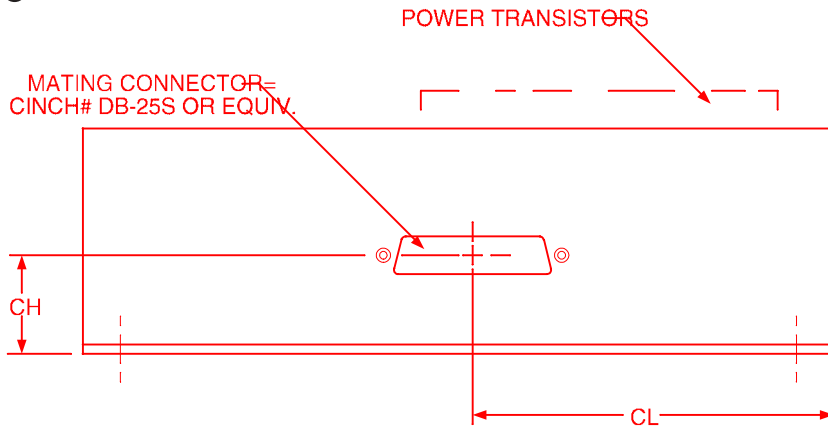 POWER TRANSISTORS
MATING CONNECTOR=
CINCH# DB-25S OR EQUIV.
CH
CL